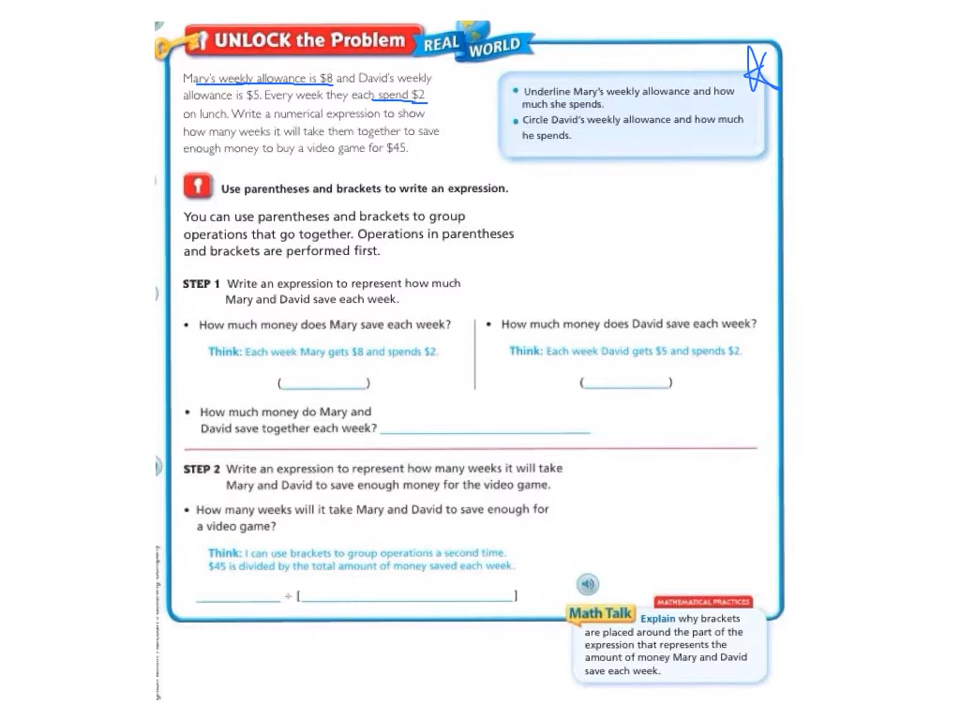 UNLOCK the Problem REAL WORLD
Mary's weekly allowance is $8 and David's weekly
allowance is $5. Every week they each spend $2
on lunch. Write a numerical expression to show
how many weeks it will take them together to save
enough money to buy a video game for $45.
• Underline Mary's weekly allowance and how
much she spends.
• Circle David's weekly allowance and how much
he spends.
Use parentheses and brackets to write an expression.
You can use parentheses and brackets to group
operations that go together. Operations in parentheses
and brackets are performed first.
STEP 1 Write an expression to represent how much
Mary and David save each week.
• How much money does Mary save each week?
Think: Each week Mary gets $8 and spends $2.
(____________)
• How much money does David save each week?
Think: Each week David gets $5 and spends $2.
(____________)
• How much money do Mary and
David save together each week? ____________
STEP 2 Write an expression to represent how many weeks it will take
Mary and David to save enough money for the video game.
• How many weeks will it take Mary and David to save enough for
a video game?
Think: I can use brackets to group operations a second time.
$45 is divided by the total amount of money saved each week.
____________ ÷ [____________]
MATHEMATICAL PRACTICES
Math Talk Explain why brackets
are placed around the part of the
expression that represents the
amount of money Mary and David
save each week.